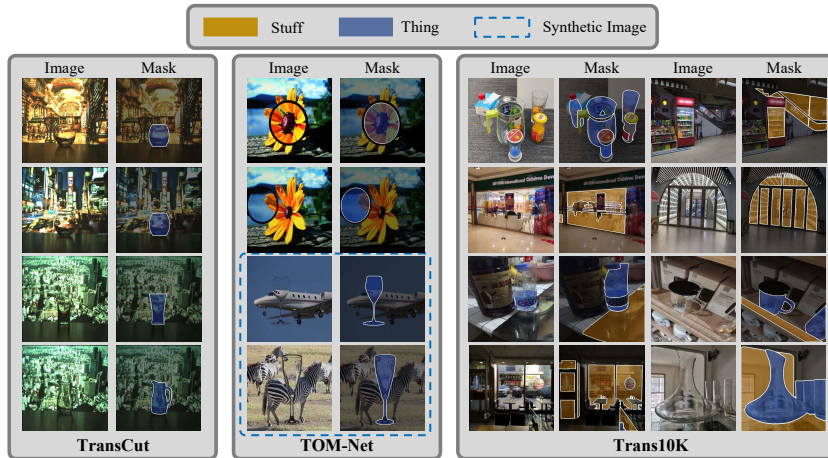 Stuff Thing Synthetic Image
Image Mask Image Mask Image Mask Image Mask
TransCut TOM-Net Trans10K